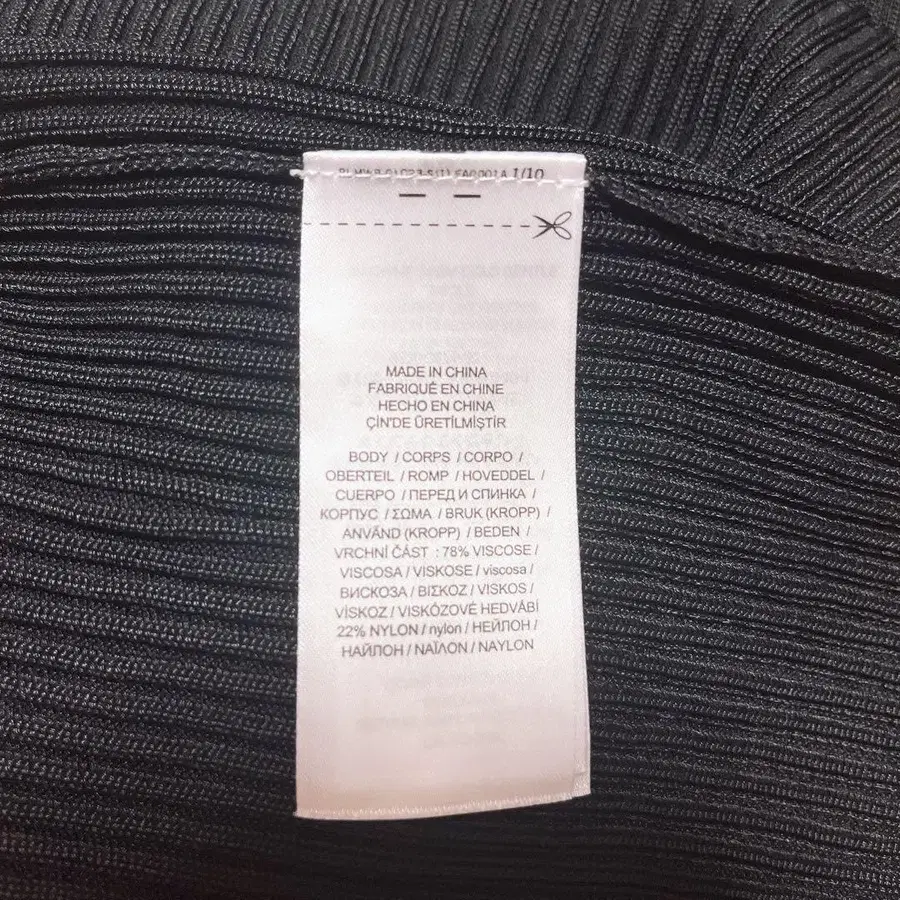 1/10
MADE IN CHINA
FABRIQUÉ EN CHINE
HECHO EN CHINA
ÇİN'DE ÜRETİLMİŞTİR
BODY / CORPS / CORPO /
OBERTEIL / ROMP / HOVEDDEL /
CUERPO / ПЕРЕД И СПИНКА /
КОРПУС / ΣΩΜΑ / BRUK (KROPP) /
ANVÄND (KROPP) / BEDEN /
VRCHNÍ ČÁST : 78% VISCOSE /
VISCOSA / VISKOSE / viscosa /
ВИСКОЗА / ΒΙΣΚΟΖ / VISKOS /
VİSKOZ / VISKÓZOVÉ HEDVÁBÍ
22% NYLON / nylon / НЕЙЛОН /
НАЙЛОН / ΝΑΪΛΟΝ / NAYLON